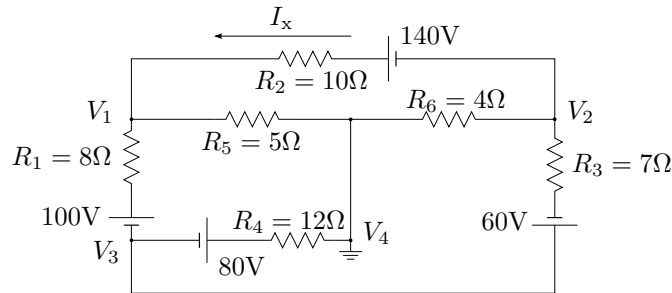 I_x
140V
R_2 = 10Ω
V_1
R_6 = 4Ω
V_2
R_5 = 5Ω
R_1 = 8Ω
R_3 = 7Ω
100V
R_4 = 12Ω
V_4
60V
V_3
80V